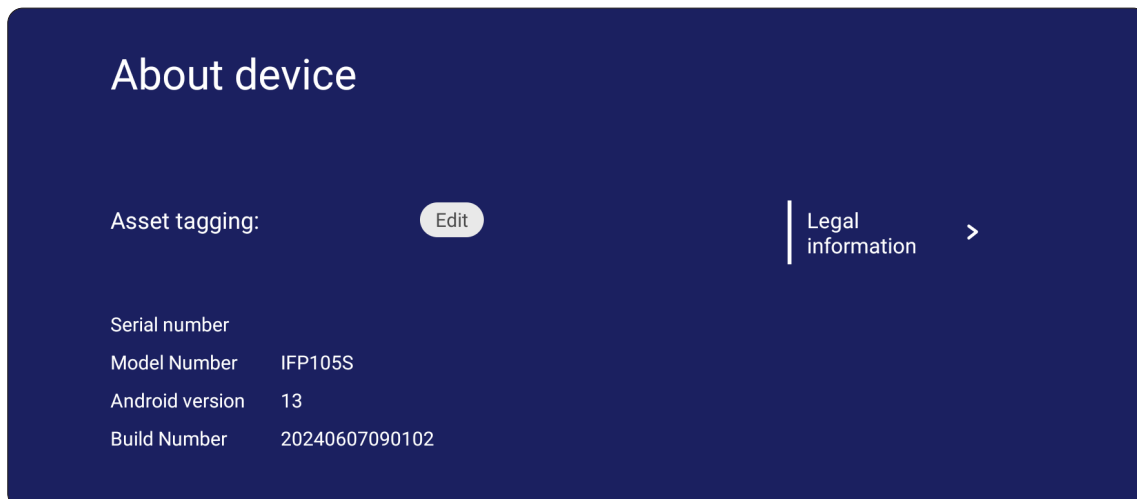 About device
Asset tagging:
Edit
Legal
information
Serial number
Model Number IFP105S
Android version 13
Build Number 20240607090102